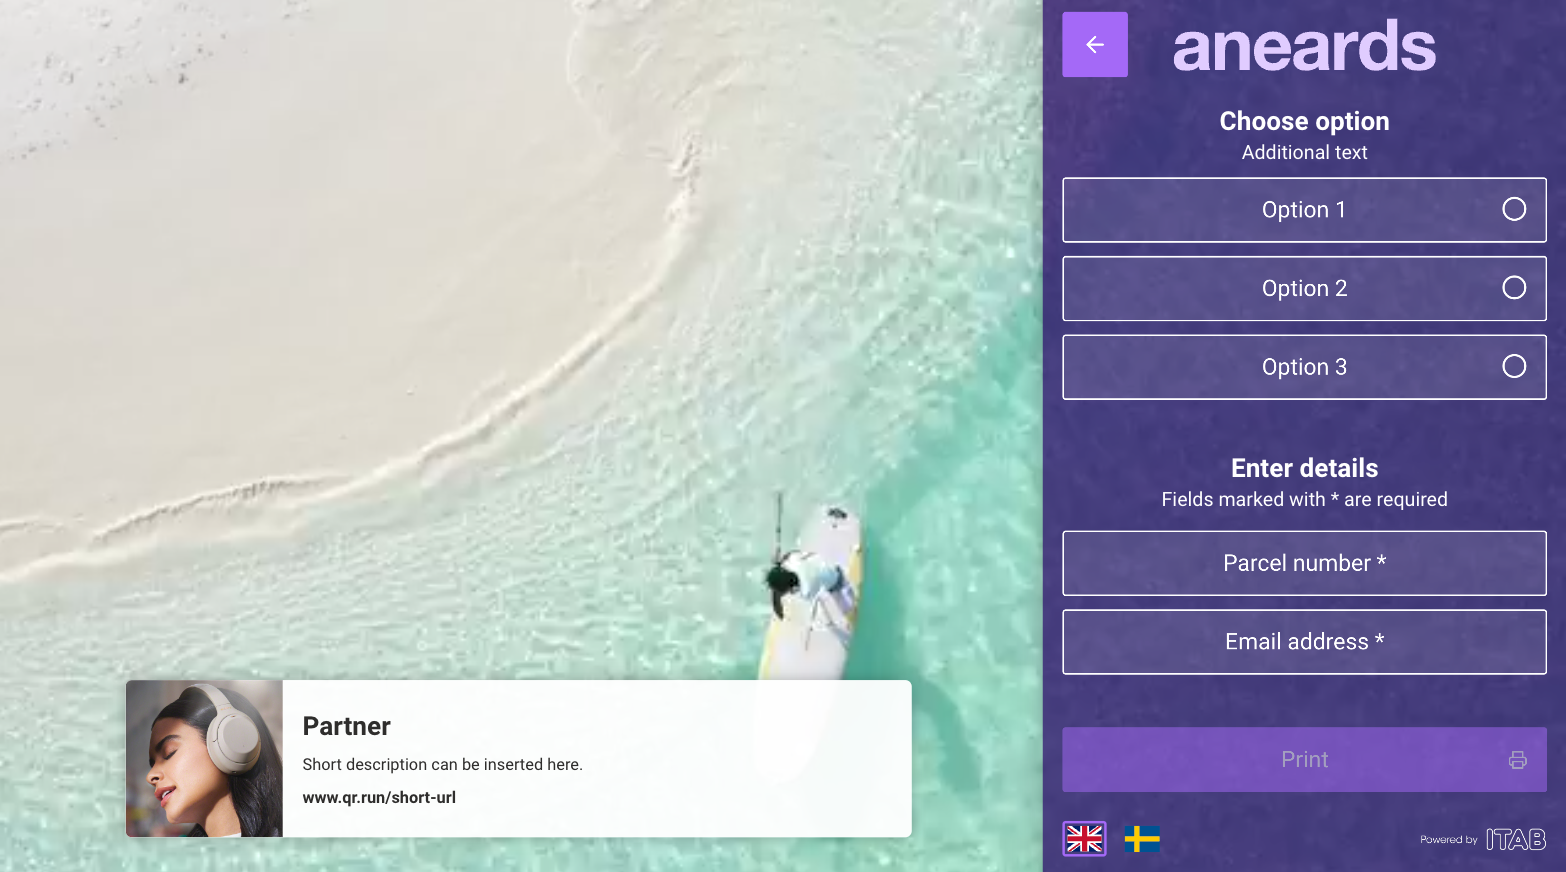 aneards
Choose option
Additional text
Option 1
Option 2
Option 3
Enter details
Fields marked with * are required
Parcel number *
Email address *
Print
Powered by ITAB
Partner
Short description can be inserted here.
www.qr.run/short-url